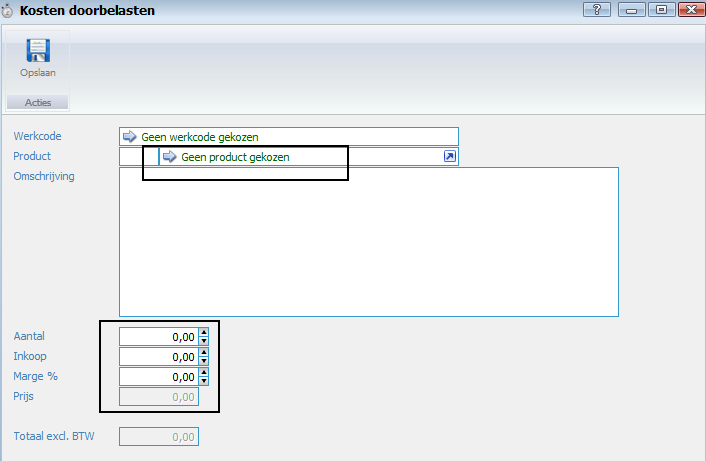 Kosten doorbelasten
?
Opslaan
Acties
Werkcode Geen werkcode gekozen
Product Geen product gekozen
Omschrijving
Aantal 0,00
Inkoop 0,00
Marge % 0,00
Prijs 0,00
Totaal excl. BTW 0,00